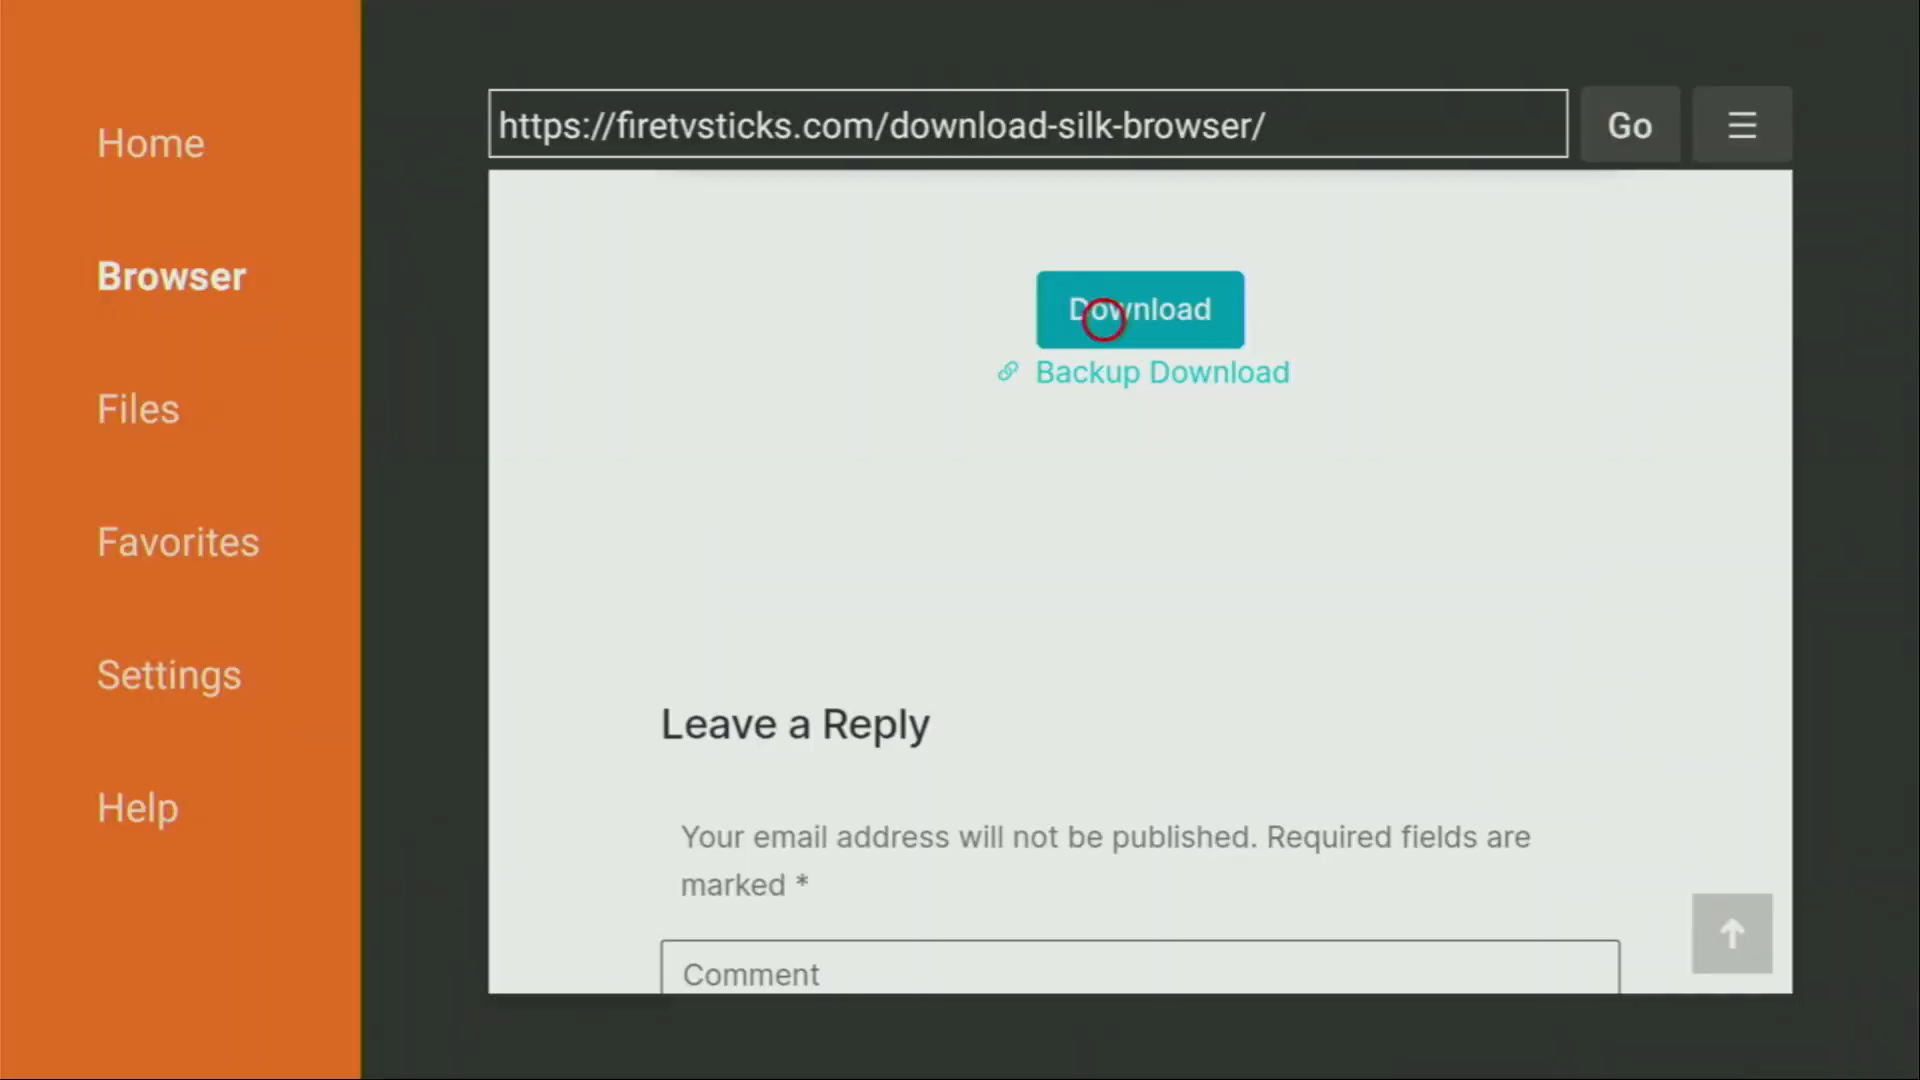 Home
Browser
Files
Favorites
Settings
Help
https://firetvsticks.com/download-silk-browser/
Go
Download
Backup Download
Leave a Reply
Your email address will not be published. Required fields are
marked *
Comment